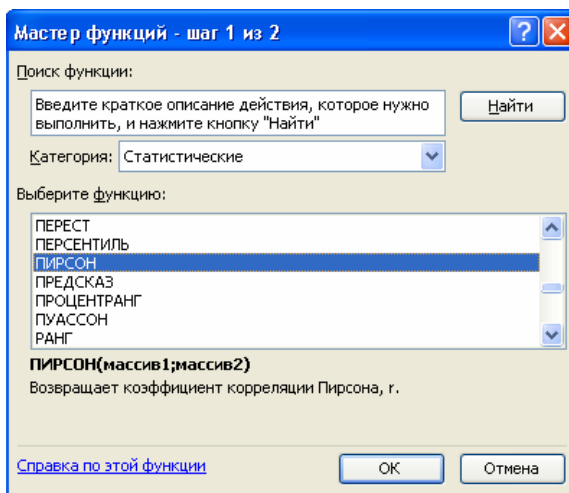 Мастер функций - шаг 1 из 2
Поиск функции:
Введите краткое описание действия, которое нужно
выполнить, и нажмите кнопку "Найти"
Найти
Категория: Статистические
Выберите функцию:
ПЕРЕСТ
ПЕРСЕНТИЛЬ
ПИРСОН
ПРЕДСКАЗ
ПРОЦЕНТРАНГ
ПУАССОН
РАНГ
ПИРСОН(массив1;массив2)
Возвращает коэффициент корреляции Пирсона, r.
Справка по этой функции
ОК
Отмена